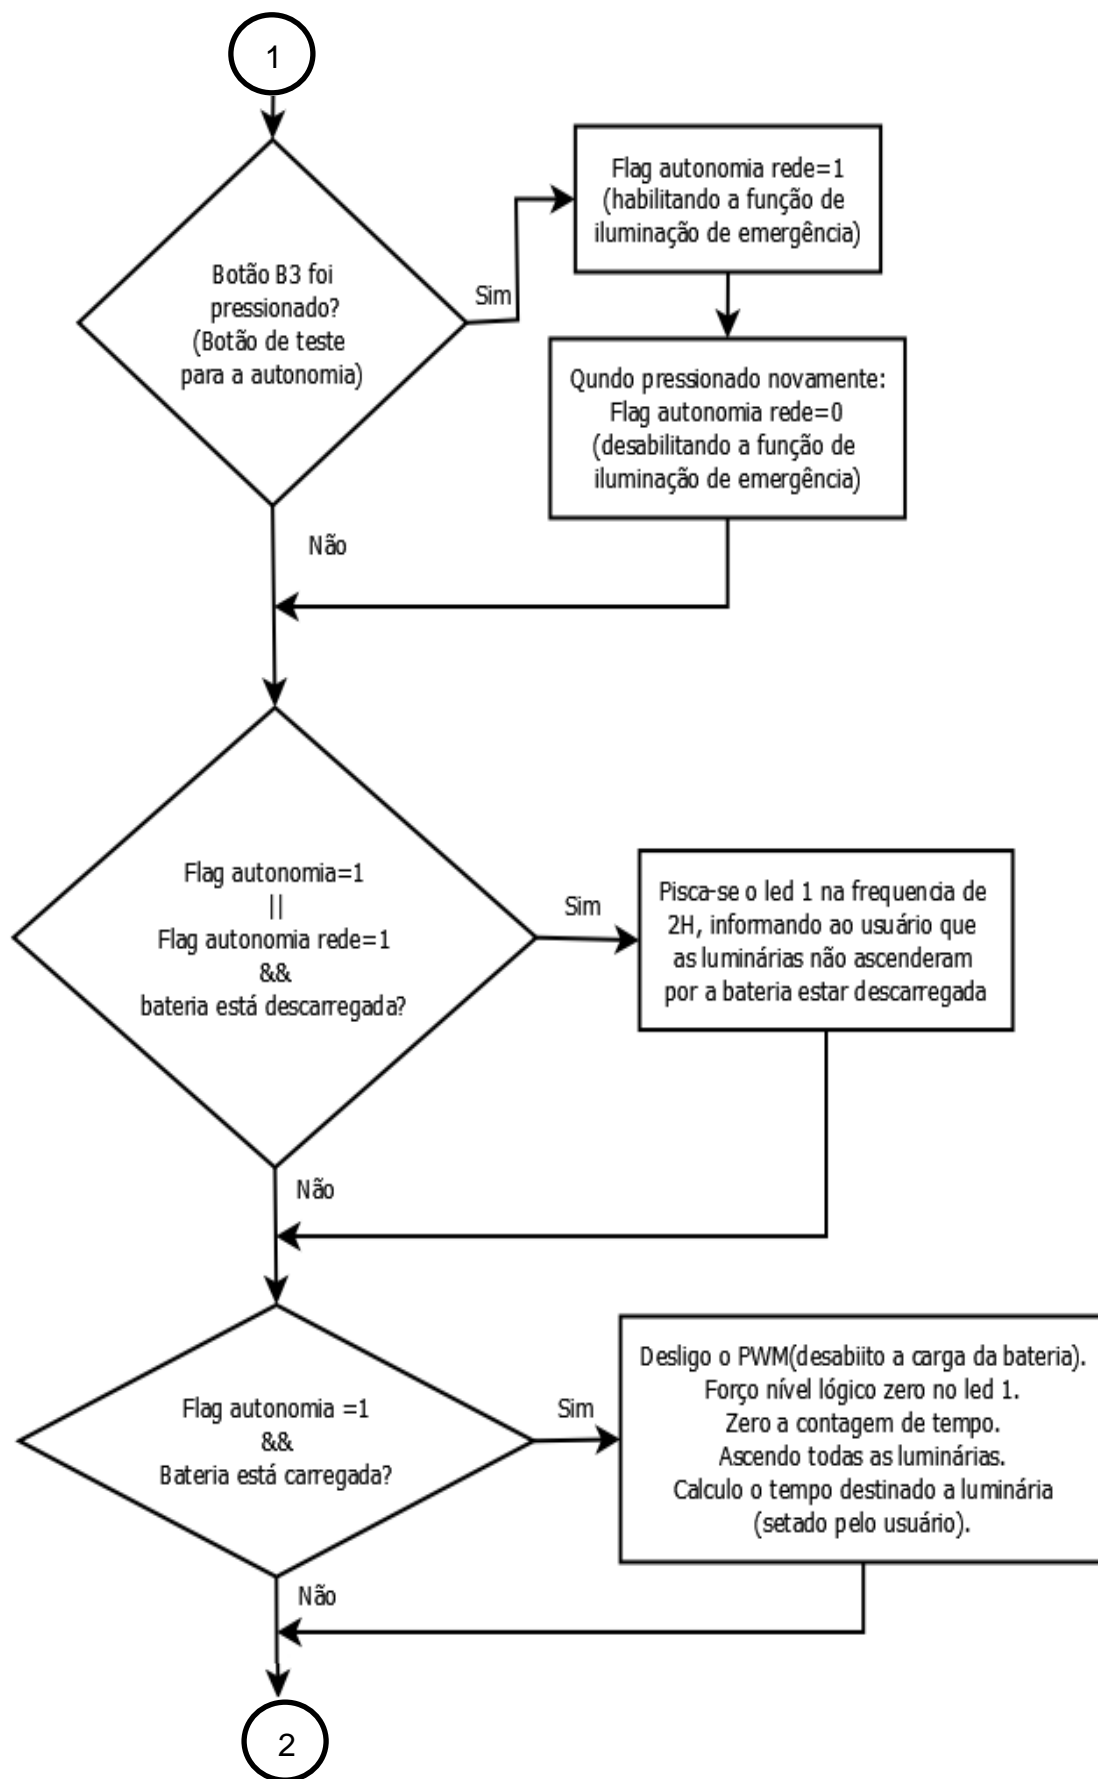 1
Botão B3 foi
pressionado?
(Botão de teste
para a autonomia)
Sim
Flag autonomia rede=1
(habilitando a função de
iluminação de emergência)
Qundo pressionado novamente:
Flag autonomia rede=0
(desabilitando a função de
iluminação de emergência)
Não
Flag autonomia=1
||
Flag autonomia rede=1
&&
bateria está descarregada?
Sim
Pisca-se o led 1 na frequencia de
2H, informando ao usuário que
as luminárias não ascenderam
por a bateria estar descarregada
Não
Flag autonomia =1
&&
Bateria está carregada?
Sim
Desligo o PWM(desabiito a carga da bateria).
Forço nível lógico zero no led 1.
Zero a contagem de tempo.
Ascendo todas as luminárias.
Calculo o tempo destinado a luminária
(setado pelo usuário).
Não
2